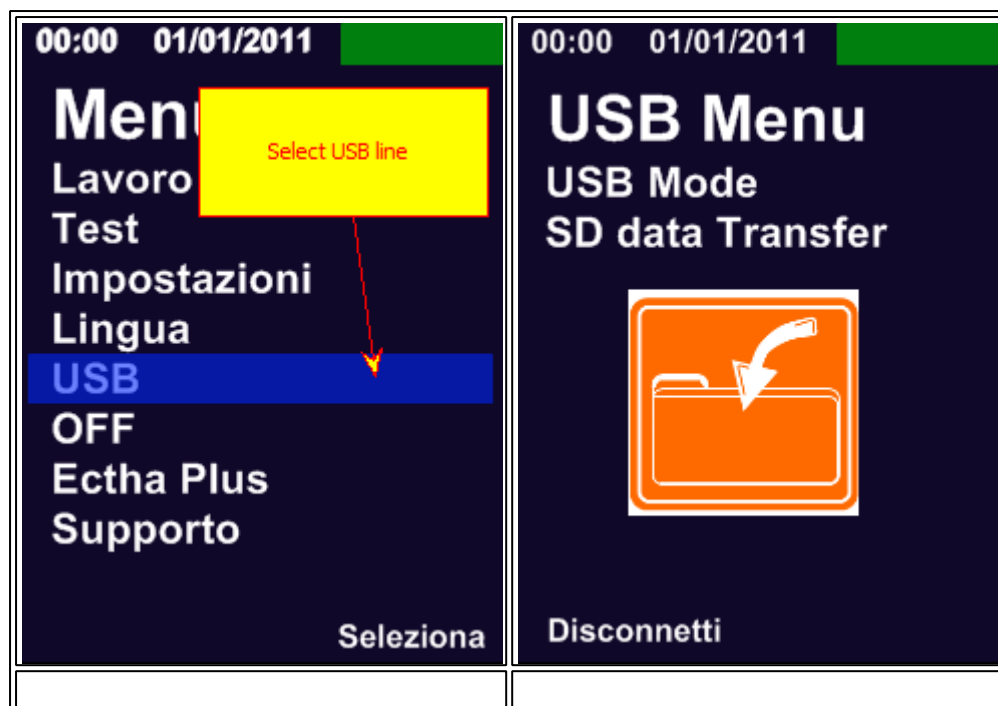 00:00 01/01/2011
Select USB line
Lavoro
Test
Impostazioni
Lingua
USB
OFF
Ectha Plus
Supporto
Seleziona
00:00 01/01/2011
USB Menu
USB Mode
SD data Transfer
Disconnetti